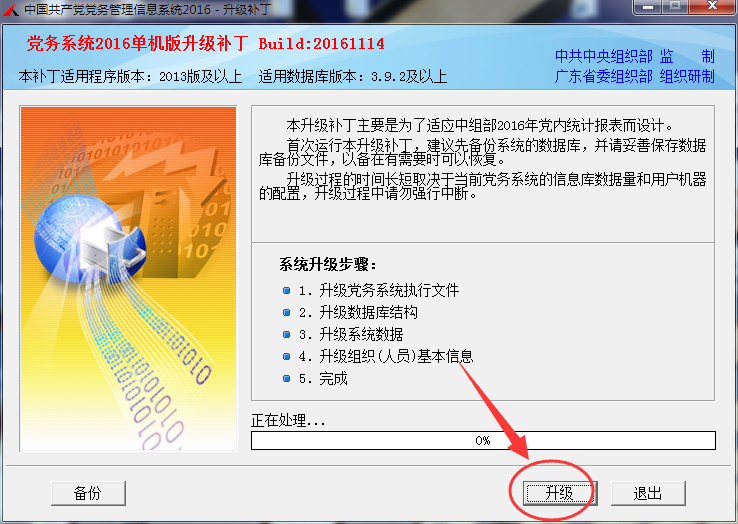 中国共产党党务管理信息系统2016 - 升级补丁
党务系统2016单机版升级补丁 Build:20161114
本补丁适用程序版本：2013版及以上 适用数据库版本：3.9.2及以上
中共中央组织部 监 制
广东省委组织部 组织研制
本升级补丁主要是为了适应中组部2016年党内统计报表而设计。
首次运行本升级补丁，建议先备份系统的数据库，并请妥善保存数据
库备份文件，以备在有需要时可以恢复。
升级过程的时间长短取决于当前党务系统的信息库数据量和用户机器
的配置，升级过程中请勿强行中断。
系统升级步骤：
1. 升级党务系统执行文件
2. 升级数据库结构
3. 升级系统数据
4. 升级组织(人员)基本信息
5. 完成
正在处理...
0%
备份
升级
退出